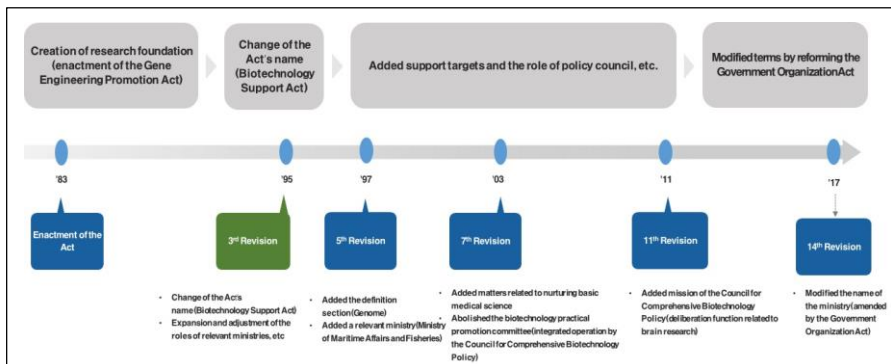 Creation of research foundation
(enactment of the Gene
Engineering Promotion Act)
Change of the
Act's name
(Biotechnology
Support Act)
Added support targets and the role of policy council, etc.
Modified terms by reforming the
Government OrganizationAct
'83
'95
'97
'03
'11
'17
Enactment of the
Act
3rd Revision
5th Revision
7th Revision
11th Revision
14th Revision
• Change of the Act's
name(Biotechnology Support Act)
• Expansion and adjustment of the
roles of relevant ministries, etc
• Added the definition
section(Genome)
• Added a relevant ministry(Ministry
of Maritime Affairs and Fisheries)
• Added matters related to nurturing basic
medical science
• Abolished the biotechnology practical
promotion committee(integrated operation by
the Council for Comprehensive Biotechnology
Policy)
• Added mission of the Council for
Comprehensive Biotechnology
Policy(deliberation function related to
brain research)
• Modified the name of
the ministry(amended
by the Government
Organization Act)